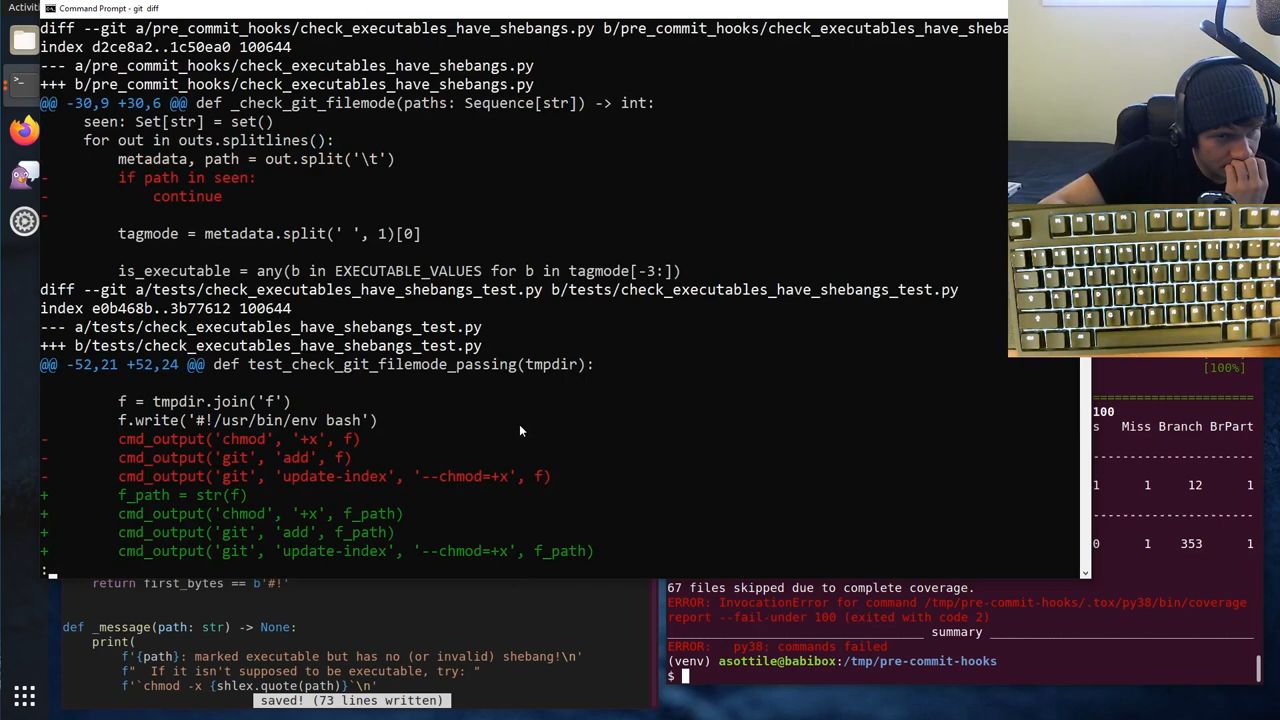 Activiti
Command Prompt - git diff
diff --git a/pre_commit_hooks/check_executables_have_shebangs.py b/pre_commit_hooks/check_executables_have_sheba
index d2ce8a2..1c50ea0 100644
--- a/pre_commit_hooks/check_executables_have_shebangs.py
+++ b/pre_commit_hooks/check_executables_have_shebangs.py
@@ -30,9 +30,6 @@ def _check_git_filemode(paths: Sequence[str]) -> int:
seen: Set[str] = set()
for out in outs.splitlines():
metadata, path = out.split('\t')
- if path in seen:
- continue
-
tagmode = metadata.split(' ', 1)[0]
is_executable = any(b in EXECUTABLE_VALUES for b in tagmode[-3:])
diff --git a/tests/check_executables_have_shebangs_test.py b/tests/check_executables_have_shebangs_test.py
index e0b468b..3b77612 100644
--- a/tests/check_executables_have_shebangs_test.py
+++ b/tests/check_executables_have_shebangs_test.py
@@ -52,21 +52,24 @@ def test_check_git_filemode_passing(tmpdir):
f = tmpdir.join('f')
f.write('#!/usr/bin/env bash')
- cmd_output('chmod', '+x', f)
- cmd_output('git', 'add', f)
- cmd_output('git', 'update-index', '--chmod=+x', f)
+ f_path = str(f)
+ cmd_output('chmod', '+x', f_path)
+ cmd_output('git', 'add', f_path)
+ cmd_output('git', 'update-index', '--chmod=+x', f_path)
:
return first_bytes == b'#!'
def _message(path: str) -> None:
print(
f'{path}: marked executable but has no (or invalid) shebang!\n'
f" If it isn't supposed to be executable, try: "
f'`chmod -x {shlex.quote(path)}`\n'
saved! (73 lines written)
[100%]
==========================
100
s Miss Branch BrPart
-----------------------
1 1 12 1
-----------------------
0 1 353 1
67 files skipped due to complete coverage.
ERROR: InvocationError for command /tmp/pre-commit-hooks/.tox/py38/bin/coverage
report --fail-under 100 (exited with code 2)
summary
ERROR: py38: commands failed
(venv) asottile@babibox:/tmp/pre-commit-hooks
$